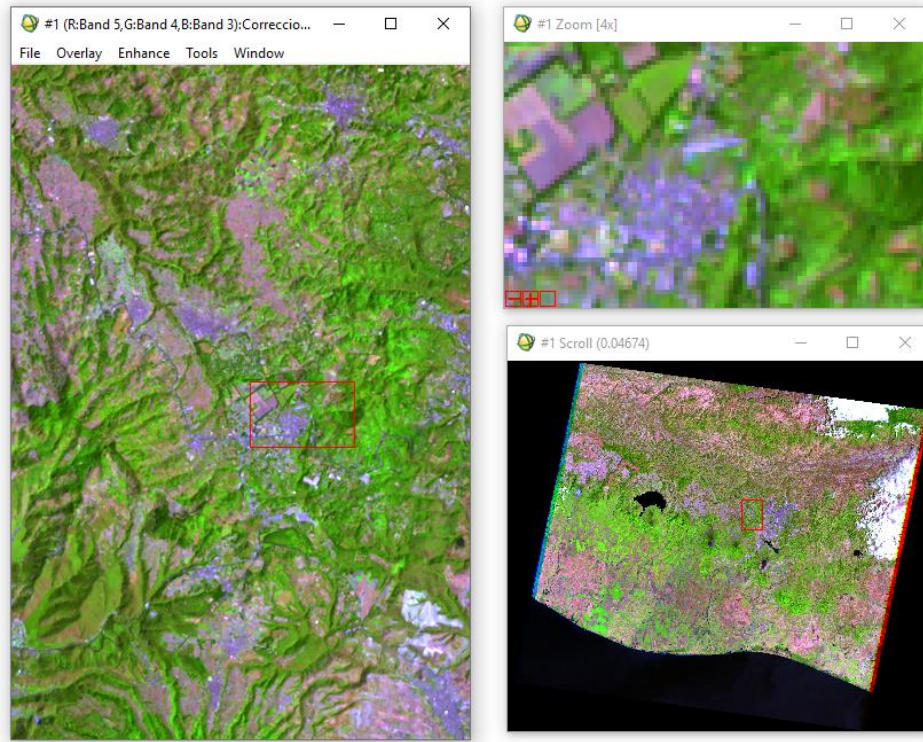 #1 (R:Band 5,G:Band 4,B:Band 3):Correccio...
File Overlay Enhance Tools Window
#1 Zoom [4x]
#1 Scroll (0.04674)